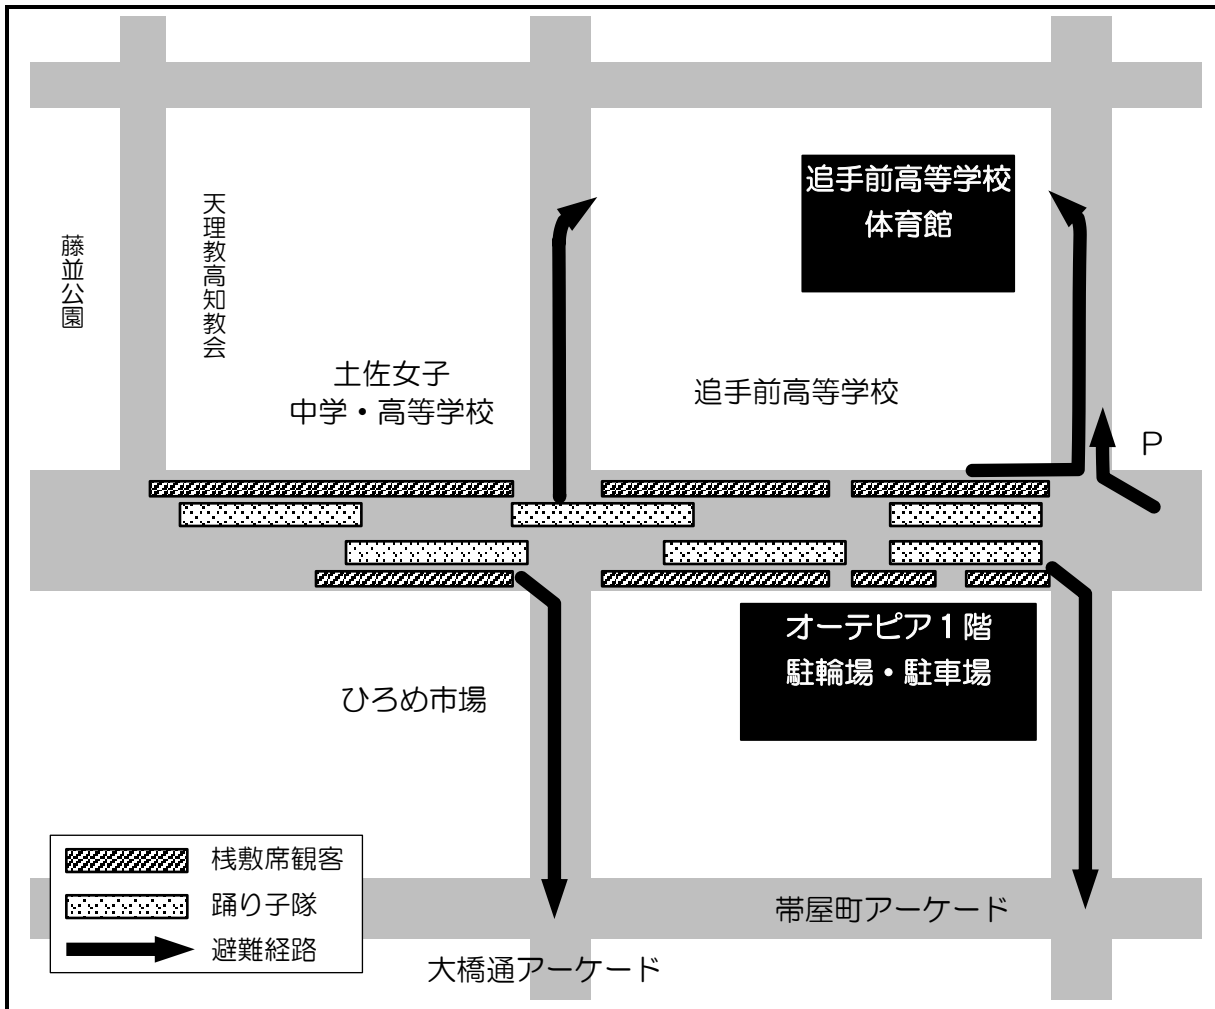 追手前高等学校
体育館
天理教高知教会
藤並公園
土佐女子
中学・高等学校
追手前高等学校
P
オーテピア1階
駐輪場・駐車場
ひろめ市場
桟敷席観客
踊り子隊
避難経路
帯屋町アーケード
大橋通アーケード